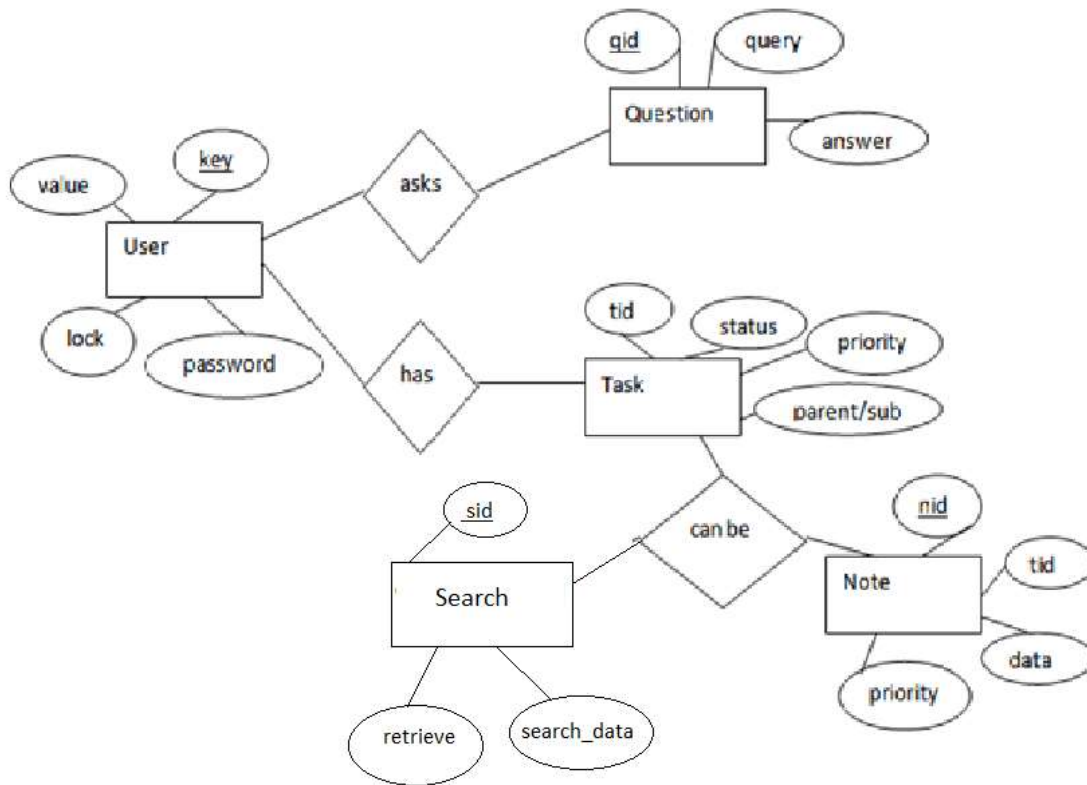 qid
query
Question
answer
key
value
asks
User
lock
password
tid
status
priority
has
Task
parent/sub
sid
can be
nid
tid
Search
Note
data
priority
retrieve
search_data